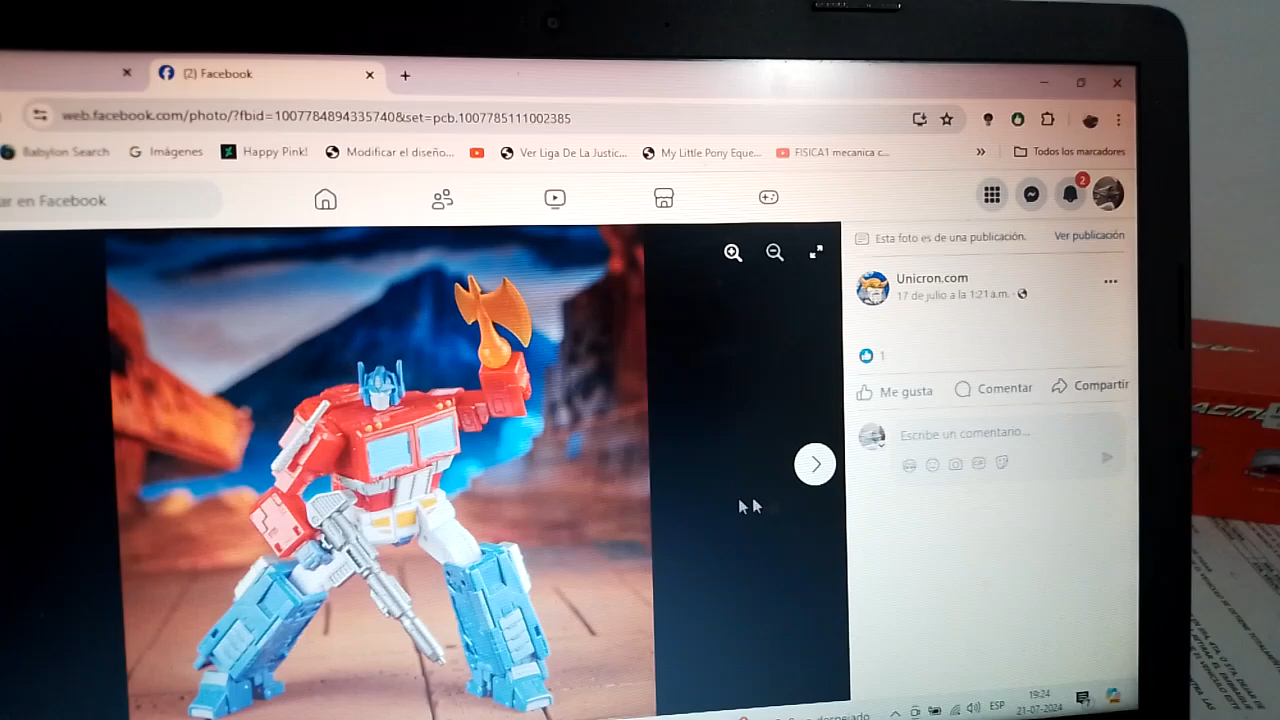 (2) Facebook
web.facebook.com/photo/?fbid=1007784894335740&set=pcb.1007785111002385
Babylon Search
Imágenes
Happy Pink!
Modificar el diseño...
Ver Liga De La Justic...
My Little Pony Eque...
FISICA1 mecanica c...
»
Todos los marcadores
ar en Facebook
2
Esta foto es de una publicación.
Ver publicación
Unicron.com
17 de julio a la 1:21 a.m. ·
1
Me gusta
Comentar
Compartir
Escribe un comentario...
ESP
19:24
21-07-2024